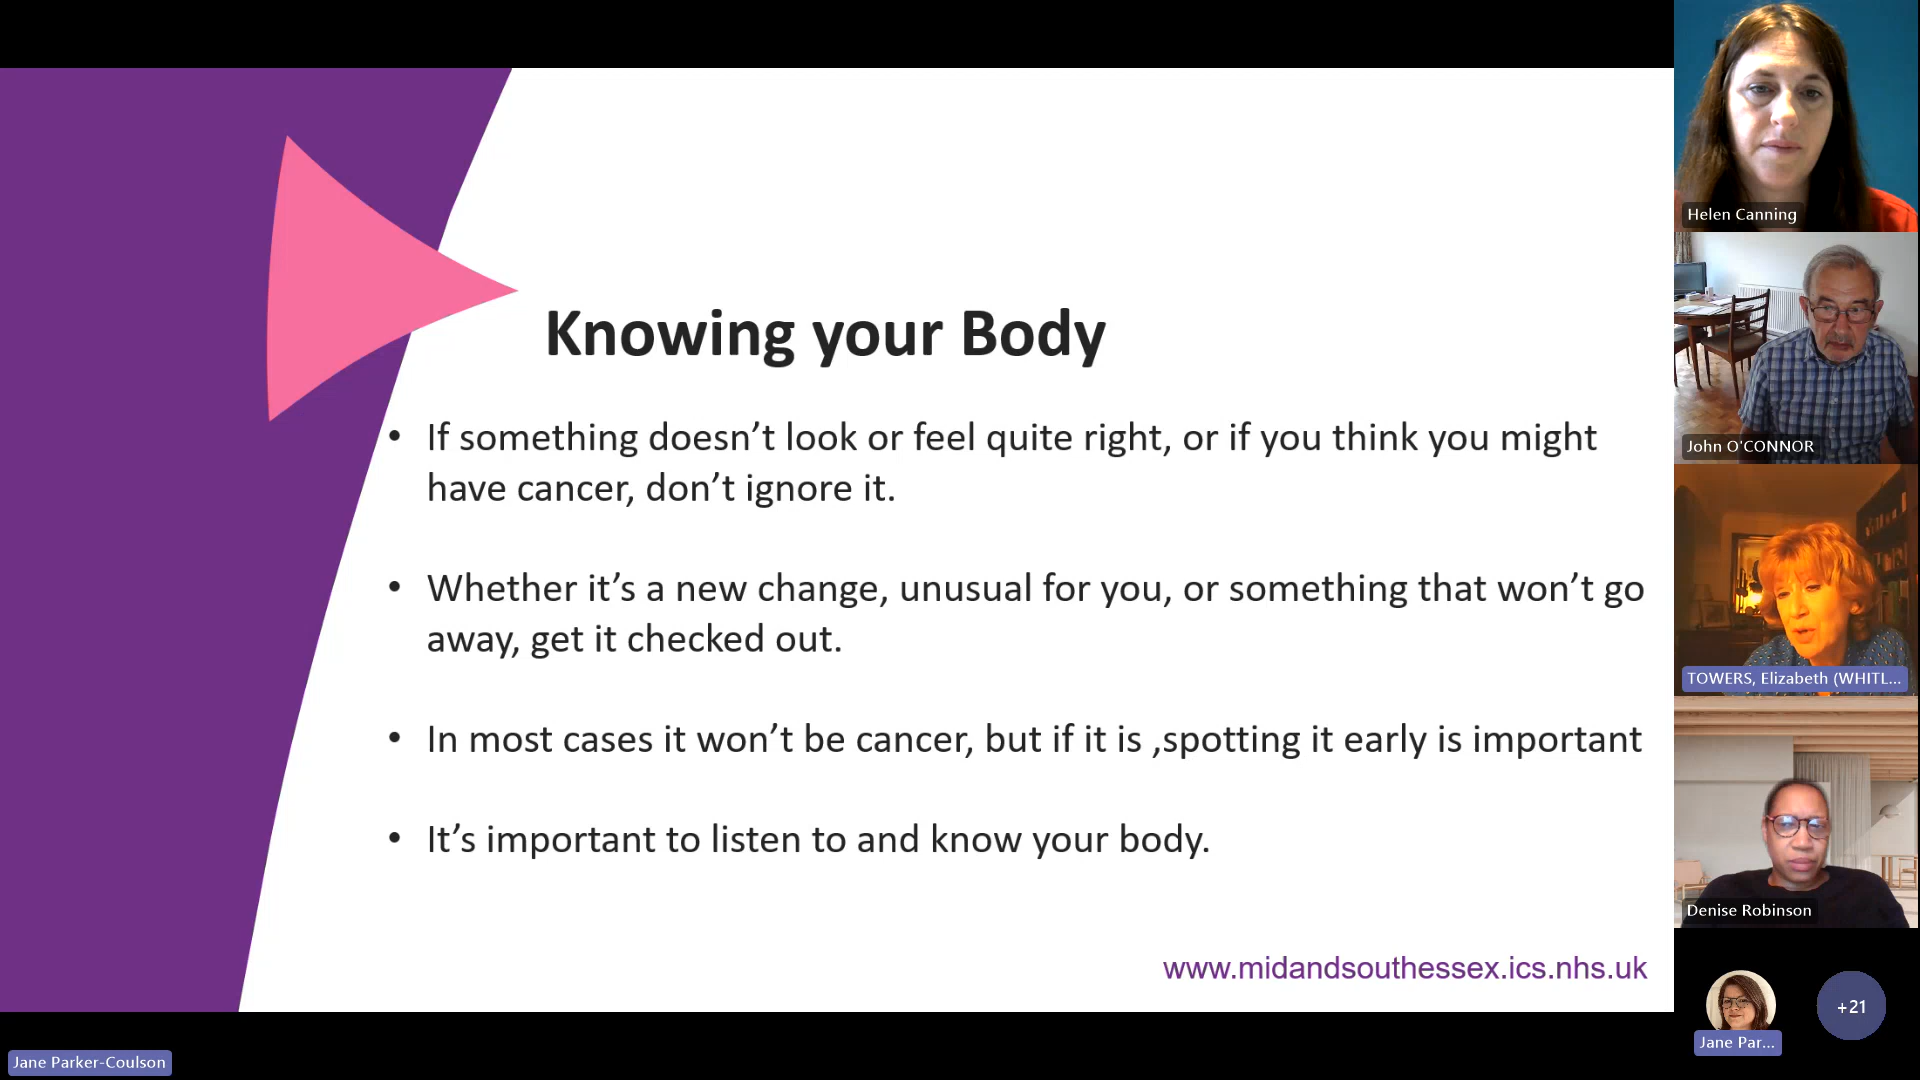 Knowing your Body
• If something doesn’t look or feel quite right, or if you think you might
have cancer, don’t ignore it.
• Whether it’s a new change, unusual for you, or something that won’t go
away, get it checked out.
• In most cases it won’t be cancer, but if it is ,spotting it early is important
• It’s important to listen to and know your body.
www.midandsouthessex.ics.nhs.uk
Jane Parker-Coulson
Helen Canning
John O'CONNOR
TOWERS, Elizabeth (WHITL...
Denise Robinson
Jane Par...
+21